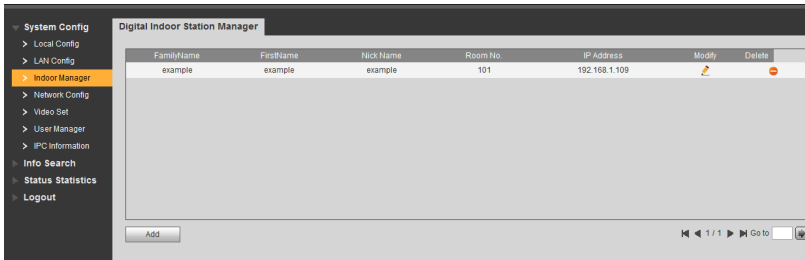 System Config
Local Config
LAN Config
Indoor Manager
Network Config
Video Set
User Manager
IPC Information
Info Search
Status Statistics
Logout
Digital Indoor Station Manager
FamilyName FirstName Nick Name Room No. IP Address Modify Delete
example example example 101 192.168.1.109
Add
1 / 1 Go to